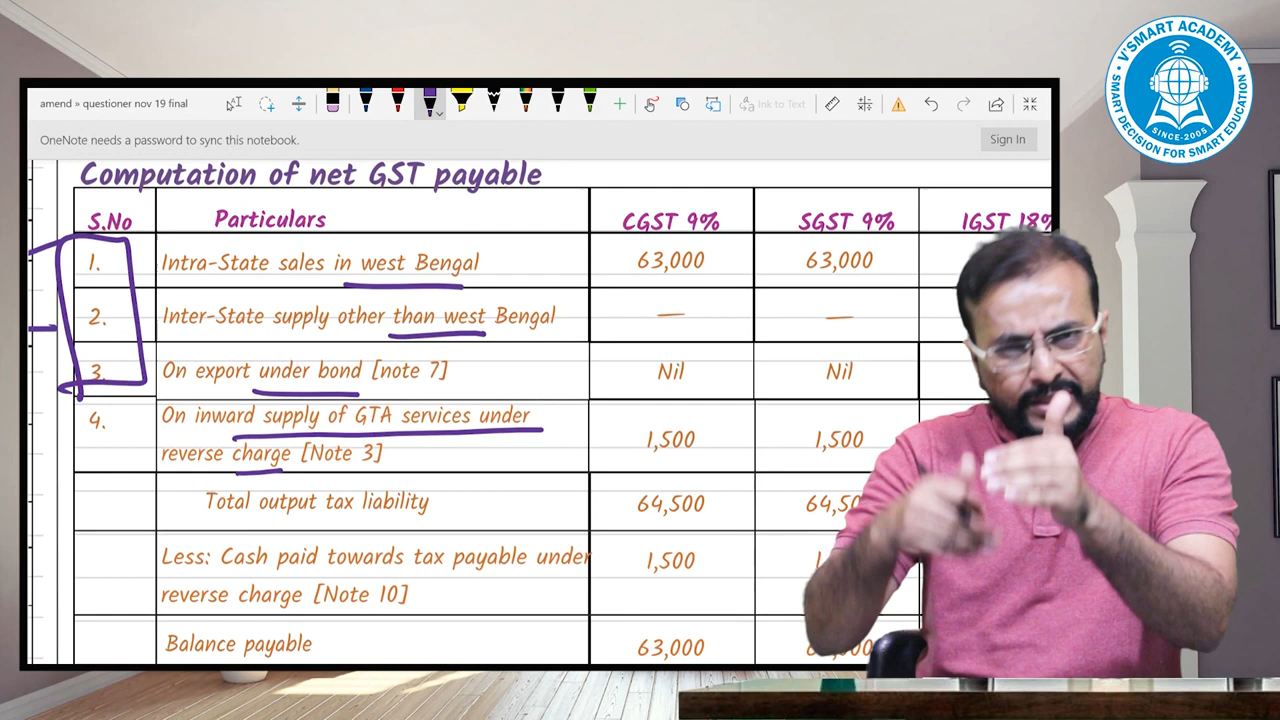 V'SMART ACADEMY
SINCE-2005
SMART DECISION FOR SMART EDUCATION
amend » questioner nov 19 final
Ink to Text
OneNote needs a password to sync this notebook.
Sign In
Computation of net GST payable
S.No Particulars CGST 9% SGST 9% IGST 18%
1. Intra-State sales in west Bengal 63,000 63,000
2. Inter-State supply other than west Bengal — —
3. On export under bond [note 7] Nil Nil
4. On inward supply of GTA services under
reverse charge [Note 3] 1,500 1,500
Total output tax liability 64,500
Less: Cash paid towards tax payable under 1,500
reverse charge [Note 10]
Balance payable 63,000